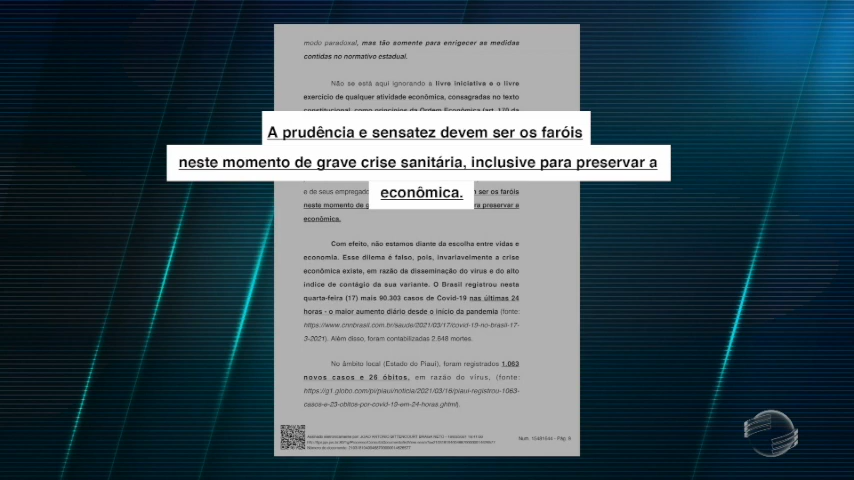 modo paradoxal, mas tão somente para enrigecer as medidas
contidas no normativo estadual.
Não se está aqui ignorando a livre iniciativa e o livre
exercício de qualquer atividade econômica, consagradas no texto
constitucional, como princípios da Ordem Econômica (art. 170 da
A prudência e sensatez devem ser os faróis
neste momento de grave crise sanitária, inclusive para preservar a
econômica.
e de seus empregado ser os faróis
neste momento de g ra preservar a
econômica.
Com efeito, não estamos diante da escolha entre vidas e
economia. Esse dilema é falso, pois, invariavelmente a crise
econômica existe, em razão da disseminação do vírus e do alto
índice de contágio da sua variante. O Brasil registrou nesta
quarta-feira (17) mais 90.303 casos de Covid-19 nas últimas 24
horas - o maior aumento diário desde o início da pandemia (fonte:
https://www.cnnbrasil.com.br/saude/2021/03/17/covid-19-no-brasil-17-
3-2021). Além disso, foram contabilizadas 2.648 mortes.
No âmbito local (Estado do Piauí), foram registrados 1.063
novos casos e 26 óbitos, em razão do vírus, (fonte:
https://g1.globo.com/pi/piaui/noticia/2021/03/16/piaui-registrou-1063-
casos-e-23-obitos-por-covid-19-em-24-horas.ghtml).